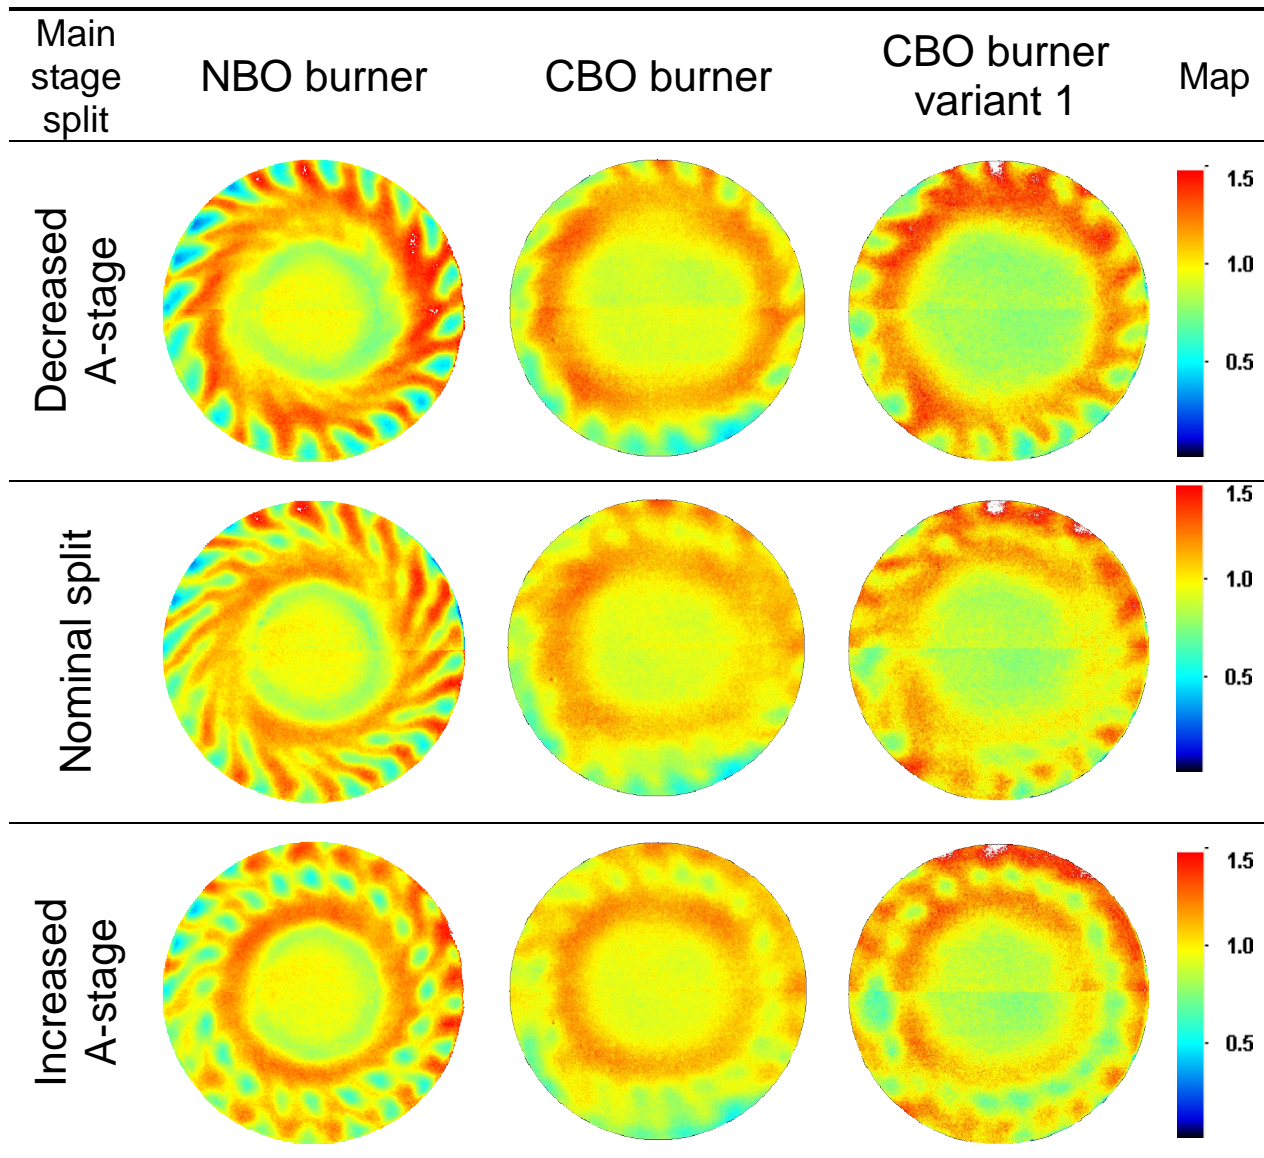 Main
stage
split
NBO burner
CBO burner
CBO burner
variant 1
Map
Decreased
A-stage
1.5
1.0
0.5
Nominal split
1.5
1.0
0.5
Increased
A-stage
1.5
1.0
0.5